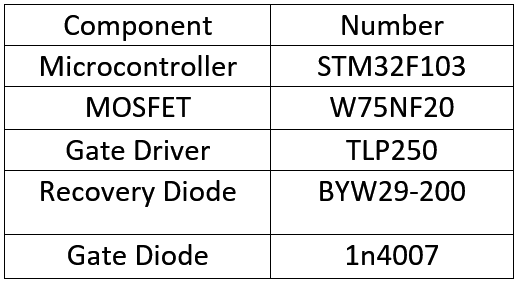 Component Number
Microcontroller STM32F103
MOSFET W75NF20
Gate Driver TLP250
Recovery Diode BYW29-200
Gate Diode 1n4007